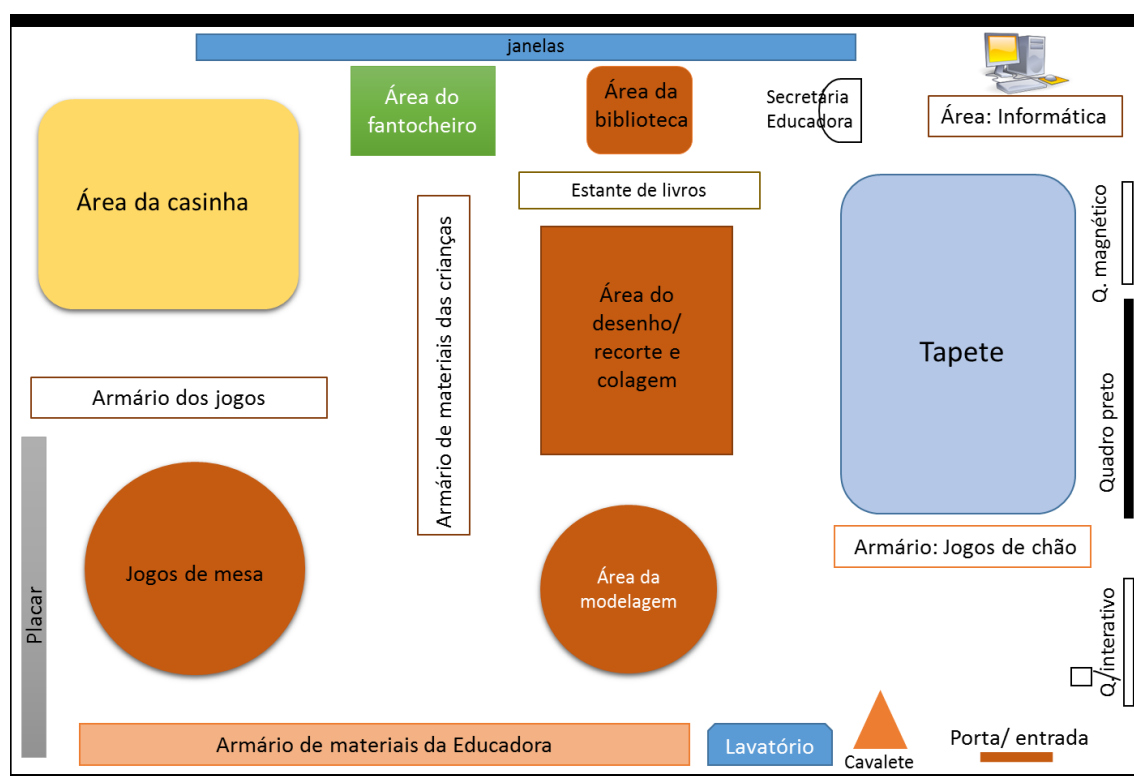 janelas
Área do
fantocheiro
Área da
biblioteca
Secretária
Educadora
Área: Informática
Área da casinha
Estante de livros
Armário de materiais das crianças
Área do
desenho/
recorte e
colagem
Tapete
Q. magnético
Quadro preto
Armário dos jogos
Placar
Jogos de mesa
Área da
modelagem
Armário: Jogos de chão
Q./interativo
Armário de materiais da Educadora
Lavatório
Cavalete
Porta/ entrada